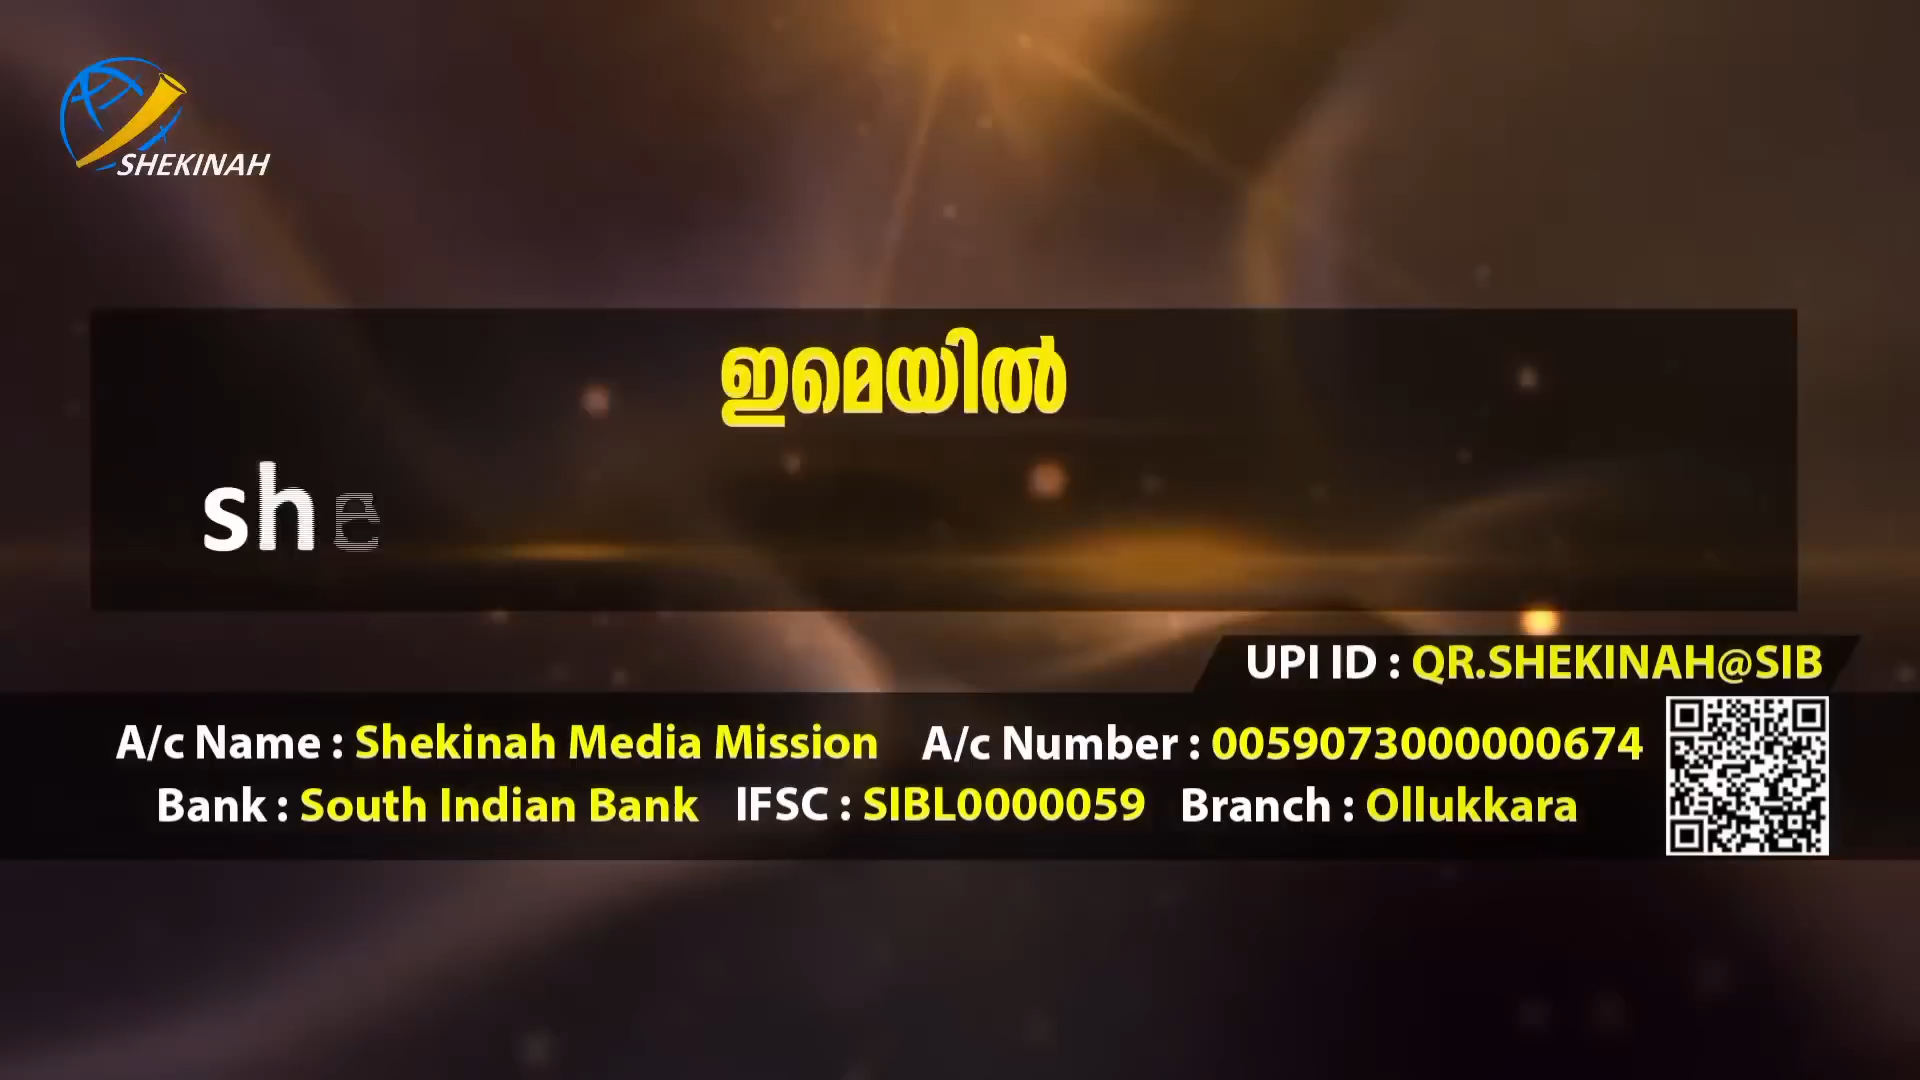 SHEKINAH
ഇമെയിൽ
she
UPI ID : QR.SHEKINAH@SIB
A/c Name : Shekinah Media Mission A/c Number : 0059073000000674
Bank : South Indian Bank IFSC : SIBL0000059 Branch : Ollukkara